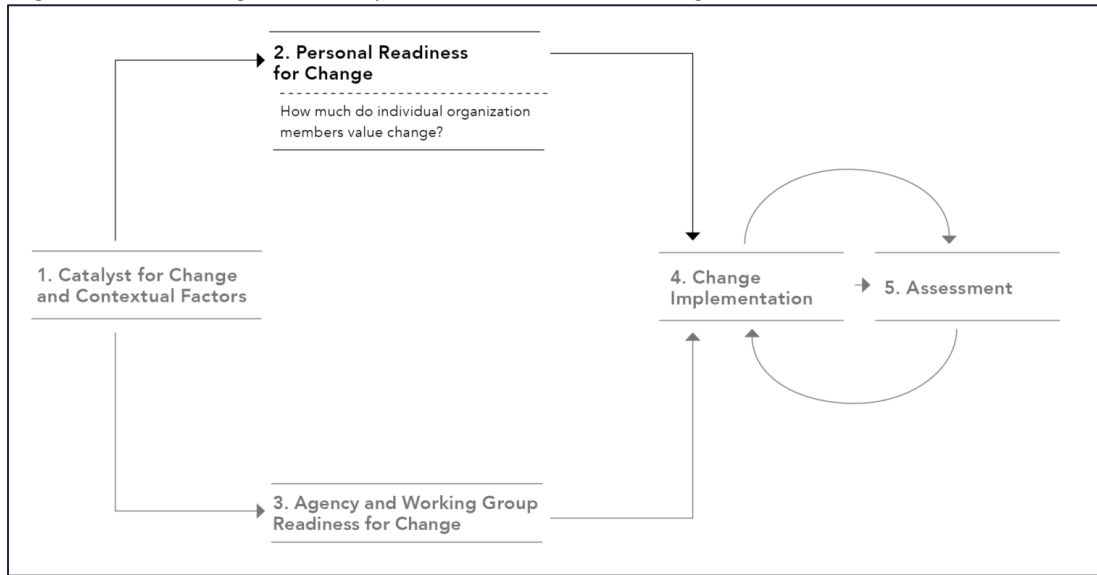 2. Personal Readiness
for Change
How much do individual organization
members value change?
1. Catalyst for Change
and Contextual Factors
4. Change
Implementation
5. Assessment
3. Agency and Working Group
Readiness for Change